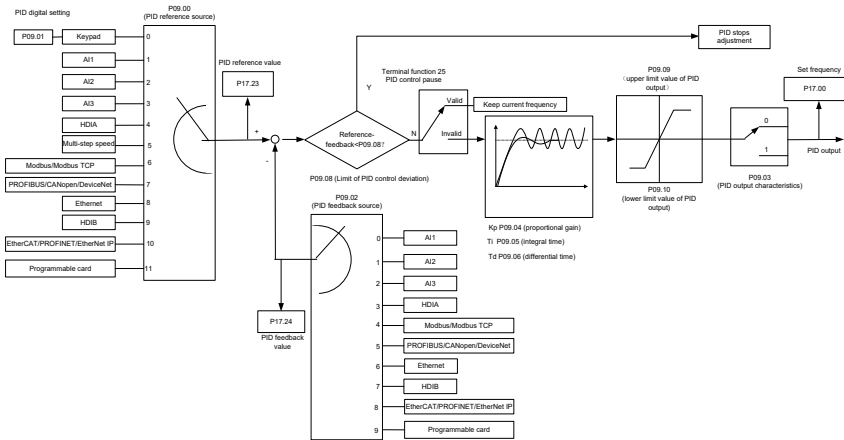 PID digital setting
P09.00
(PID reference source)
P09.01
Keypad
0
AI1
1
AI2
2
AI3
3
HDIA
4
Multi-step speed
5
Modbus/Modbus TCP
6
PROFIBUS/CANopen/DeviceNet
7
Ethernet
8
HDIB
9
EtherCAT/PROFINET/EtherNet IP
10
Programmable card
11
PID reference value
P17.23
+
-
P17.24
PID feedback
value
Reference-
feedback<P09.08?
Y
N
P09.08 (Limit of PID control deviation)
PID stops
adjustment
Terminal function 25
PID control pause
Valid
Invalid
Keep current frequency
Kp P09.04 (proportional gain)
Ti P09.05 (integral time)
Td P09.06 (differential time)
P09.09
(upper limit value of PID
output)
P09.10
(lower limit value of PID
output)
Set frequency
P17.00
0
1
PID output
P09.03
(PID output characteristics)
P09.02
(PID feedback source)
0
AI1
1
AI2
2
AI3
3
HDIA
4
Modbus/Modbus TCP
5
PROFIBUS/CANopen/DeviceNet
6
Ethernet
7
HDIB
8
EtherCAT/PROFINET/EtherNet IP
9
Programmable card